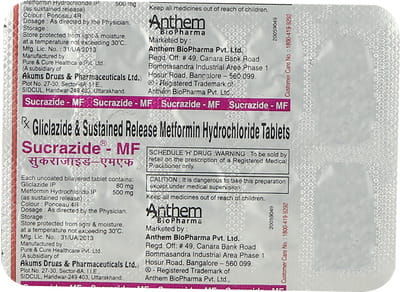 Metformin Hydrochloride IP 500 mg
(as sustained release)
Colour : Ponceau 4R
Dosage : As directed by the Physician
Storage :
Store protected from light & moisture,
at a temperature not exceeding 30°C.
Mfg. Lic. No. : 31/UA/2013
Manufactured by
Pure & Cure Healthcare Pvt. Ltd.
(A subsidiary of
Akums Drugs & Pharmaceuticals Ltd.)
Plot No. 27-30, Sector-6A, I.I.E.,
SIDCUL, Haridwar-249 403, Uttarakhand.
Keep all medicines out of reach of children.
Anthem
BioPharma
Marketed by :
Anthem BioPharma Pvt. Ltd.
Regd. Off: # 49, Canara Bank Road
Bommasandra Industrial Area Phase 1
Hosur Road, Bangalore – 560 099.
® - Registered Trademark of
Anthem BioPharma Pvt. Ltd.
20059049
Customer Care No.: 1800-419-9292
Sucrazide - MF Sucrazide - MF Sucrazide - MF Sucrazide - MF
Rx Gliclazide & Sustained Release Metformin Hydrochloride Tablets
Sucrazide® - MF
सुकराजाइड-एमएफ
Each uncoated bilayered tablet contains:
Gliclazide IP 80 mg
Metformin Hydrochloride IP 500 mg
(as sustained release)
Colour : Ponceau 4R
Dosage : As directed by the Physician
Storage :
Store protected from light & moisture,
at a temperature not exceeding 30°C.
Mfg. Lic. No. : 31/UA/2013
Manufactured by
Pure & Cure Healthcare Pvt. Ltd.
(A subsidiary of
Akums Drugs & Pharmaceuticals Ltd.)
Plot No. 27-30, Sector-6A, I.I.E.,
SIDCUL, Haridwar-249 403, Uttarakhand.
SCHEDULE 'H' DRUG WARNING : To be sold by
retail on the prescription of a Registered Medical
Practitioner only.
CAUTION : It is dangerous to take this preparation
except under medical supervision.
Keep all medicines out of reach of children.
Anthem
BioPharma
Marketed by :
Anthem BioPharma Pvt. Ltd.
Regd. Off: # 49, Canara Bank Road
Bommasandra Industrial Area Phase 1
Hosur Road, Bangalore – 560 099.
® - Registered Trademark of
Anthem BioPharma Pvt. Ltd.
20059049
Customer Care No.: 1800-419-9292